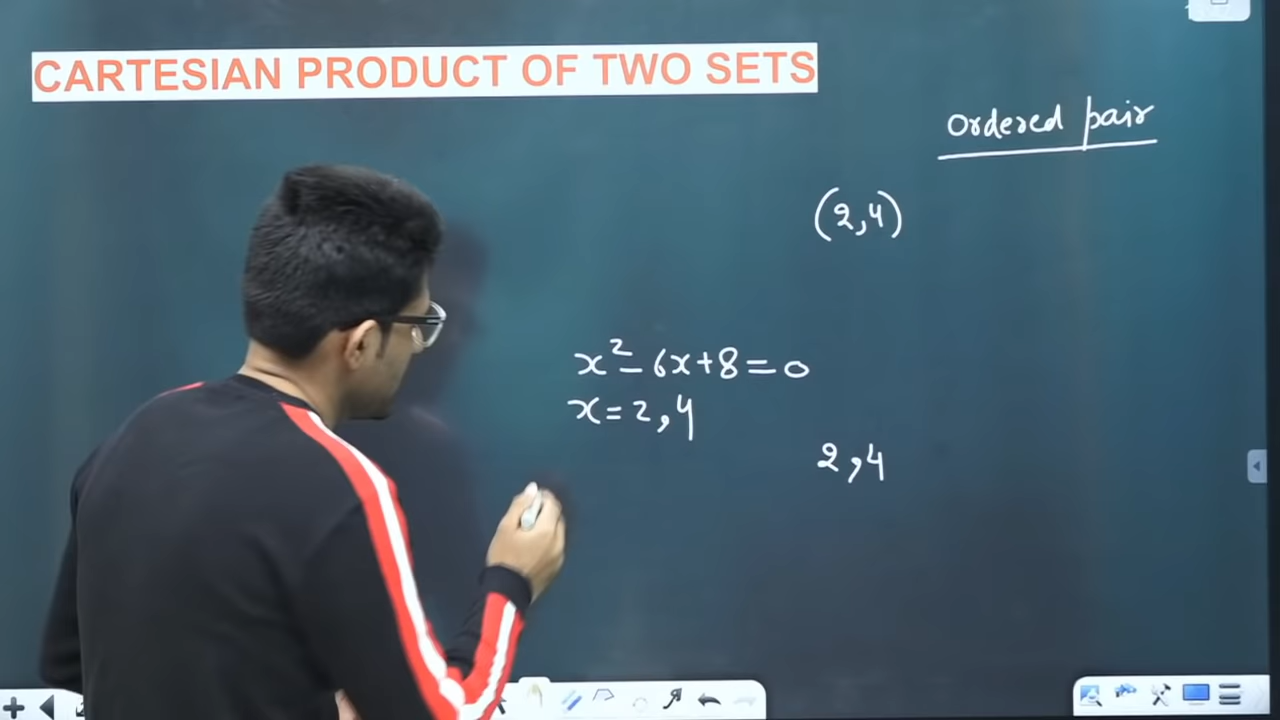 CARTESIAN PRODUCT OF TWO SETS
Ordered pair
(2,4)
x²-6x+8=0
x=2,4
2,4